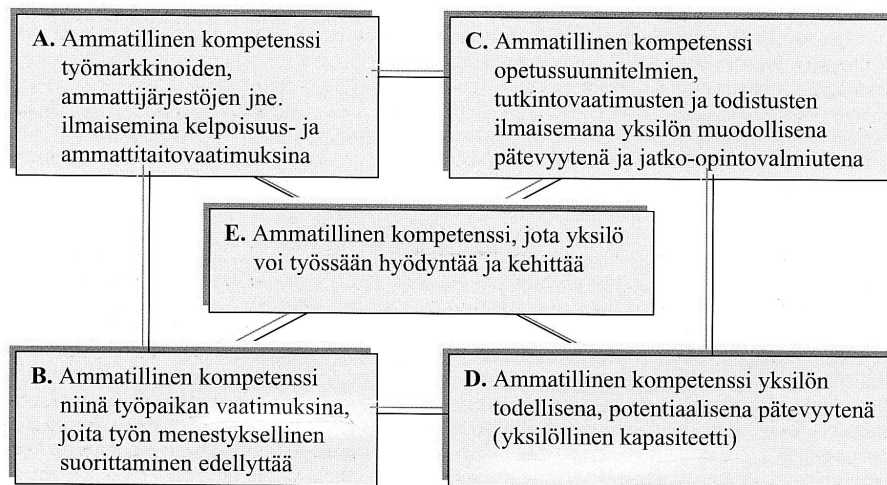 A. Ammatillinen kompetenssi
työmarkkinoiden,
ammattijärjestöjen jne.
ilmaisemina kelpoisuus- ja
ammattitaitovaatimuksina
C. Ammatillinen kompetenssi
opetussuunnitelmien,
tutkintovaatimusten ja todistusten
ilmaisemana yksilön muodollisena
pätevyytenä ja jatko-opintovalmiutena
E. Ammatillinen kompetenssi, jota yksilö
voi työssään hyödyntää ja kehittää
B. Ammatillinen kompetenssi
niinä työpaikan vaatimuksina,
joita työn menestyksellinen
suorittaminen edellyttää
D. Ammatillinen kompetenssi yksilön
todellisena, potentiaalisena pätevyytenä
(yksilöllinen kapasiteetti)